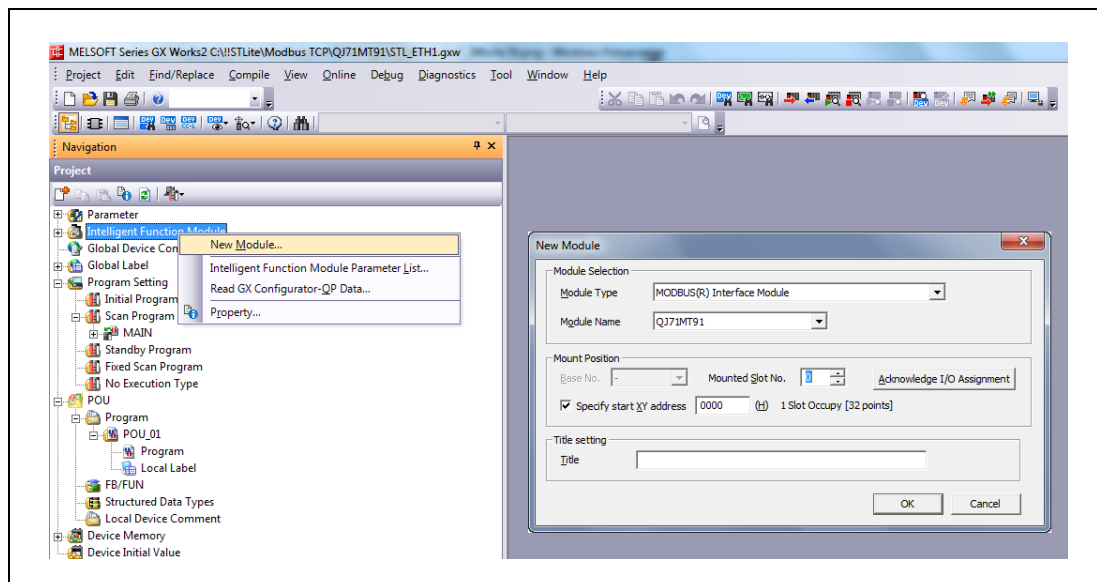 MELSOFT Series GX Works2 C:\!!STLite\Modbus TCP\QJ71MT91\STL_ETH1.gxw
Project Edit Find/Replace Compile View Online Debug Diagnostics Tool Window Help
Navigation
Project
Parameter
Intelligent Function Module
Global Device Com
Global Label
Program Setting
Initial Program
Scan Program
MAIN
Standby Program
Fixed Scan Program
No Execution Type
POU
Program
POU_01
Program
Local Label
FB/FUN
Structured Data Types
Local Device Comment
Device Memory
Device Initial Value
New Module...
Intelligent Function Module Parameter List...
Read GX Configurator-QP Data...
Property...
New Module
Module Selection
Module Type MODBUS(R) Interface Module
Module Name QJ71MT91
Mount Position
Base No. - Mounted Slot No. 0 Acknowledge I/O Assignment
Specify start XY address 0000 (H) 1 Slot Occupy [32 points]
Title setting
Title
OK Cancel